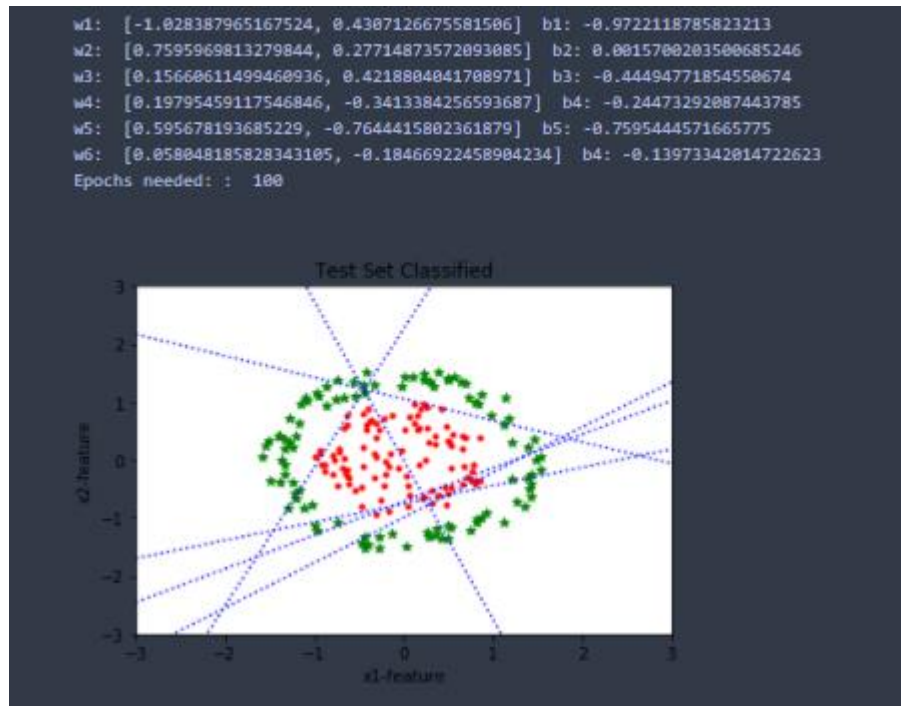 w1: [-1.028387965167524, 0.4307126675581506] b1: -0.9722118785823213
w2: [0.7595969813279844, 0.27714873572093085] b2: 0.0015700203500685246
w3: [0.15660611499460936, 0.4218804041708971] b3: -0.44494771854550674
w4: [0.19795459117546846, -0.3413384256593687] b4: -0.24473292087443785
w5: [0.595678193685229, -0.7644415802361879] b5: -0.7595444571665775
w6: [0.058048185828343105, -0.18466922458904234] b4: -0.13973342014722623
Epochs needed: : 100
Test Set Classified
3
2
1
0
−1
−2
−3
x2-feature
−3
−2
−1
0
1
2
3
x1-feature